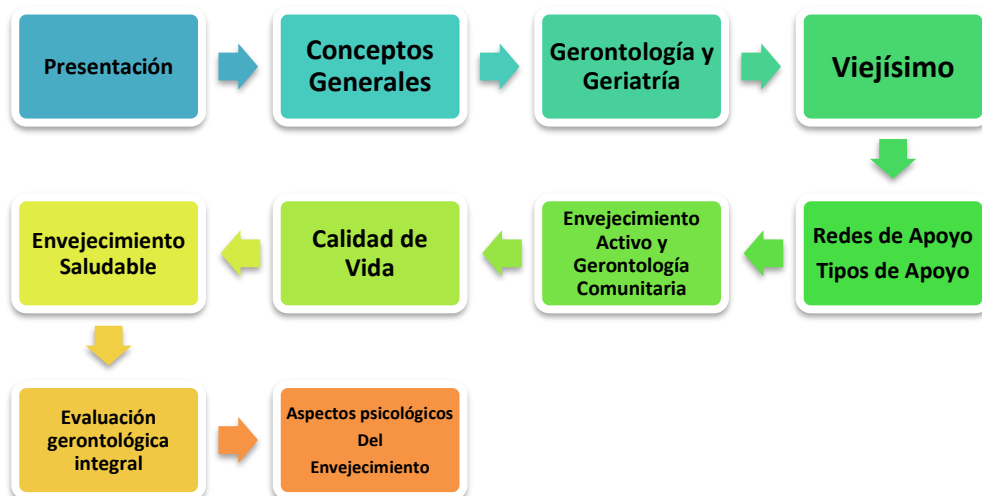 Presentación
Conceptos
Generales
Gerontología y
Geriatría
Viejísimo
Redes de Apoyo
Tipos de Apoyo
Envejecimiento
Activo y
Gerontología
Comunitaria
Calidad de
Vida
Envejecimiento
Saludable
Evaluación
gerontológica
integral
Aspectos psicológicos
Del
Envejecimiento